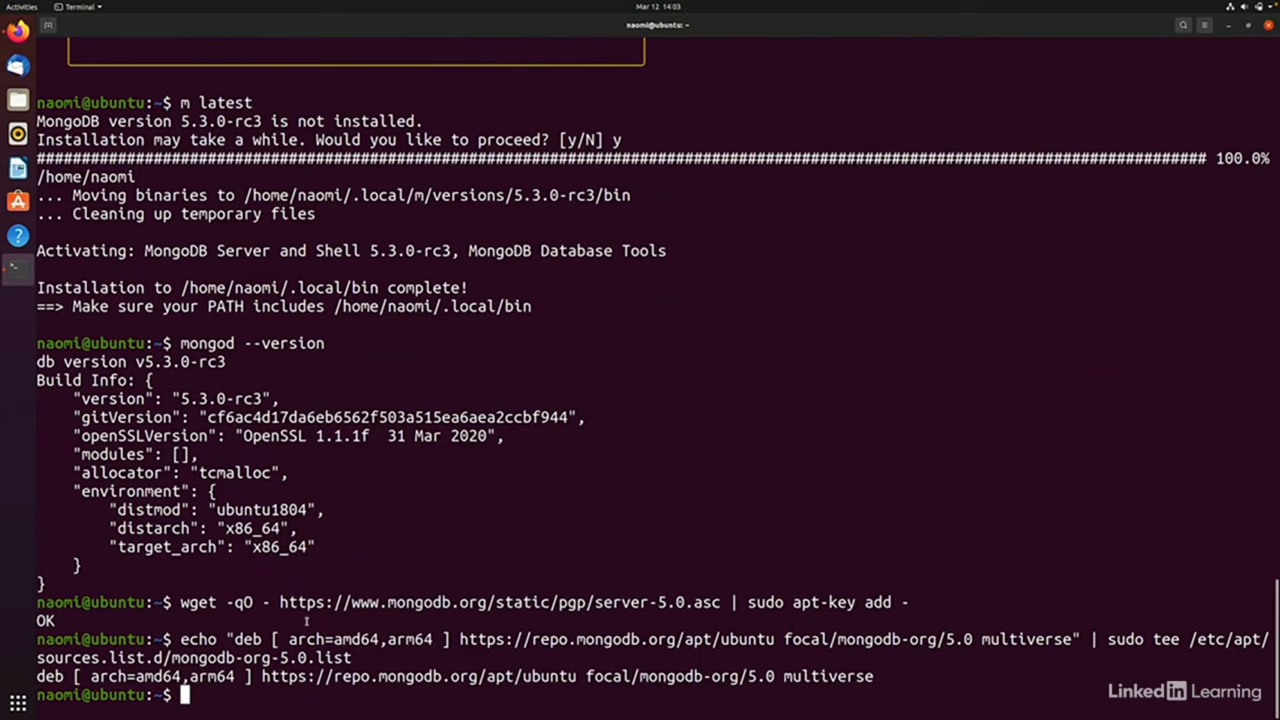 Activities
Terminal
Mar 12 14:03
naomi@ubuntu: ~
naomi@ubuntu:~$ m latest
MongoDB version 5.3.0-rc3 is not installed.
Installation may take a while. Would you like to proceed? [y/N] y
################################################################################################################################# 100.0%
/home/naomi
... Moving binaries to /home/naomi/.local/m/versions/5.3.0-rc3/bin
... Cleaning up temporary files
Activating: MongoDB Server and Shell 5.3.0-rc3, MongoDB Database Tools
Installation to /home/naomi/.local/bin complete!
==> Make sure your PATH includes /home/naomi/.local/bin
naomi@ubuntu:~$ mongod --version
db version v5.3.0-rc3
Build Info: {
    "version": "5.3.0-rc3",
    "gitVersion": "cf6ac4d17da6eb6562f503a515ea6aea2ccbf944",
    "openSSLVersion": "OpenSSL 1.1.1f  31 Mar 2020",
    "modules": [],
    "allocator": "tcmalloc",
    "environment": {
        "distmod": "ubuntu1804",
        "distarch": "x86_64",
        "target_arch": "x86_64"
    }
}
naomi@ubuntu:~$ wget -qO - https://www.mongodb.org/static/pgp/server-5.0.asc | sudo apt-key add -
OK
naomi@ubuntu:~$ echo "deb [ arch=amd64,arm64 ] https://repo.mongodb.org/apt/ubuntu focal/mongodb-org/5.0 multiverse" | sudo tee /etc/apt/
sources.list.d/mongodb-org-5.0.list
deb [ arch=amd64,arm64 ] https://repo.mongodb.org/apt/ubuntu focal/mongodb-org/5.0 multiverse
naomi@ubuntu:~$
Linked in Learning